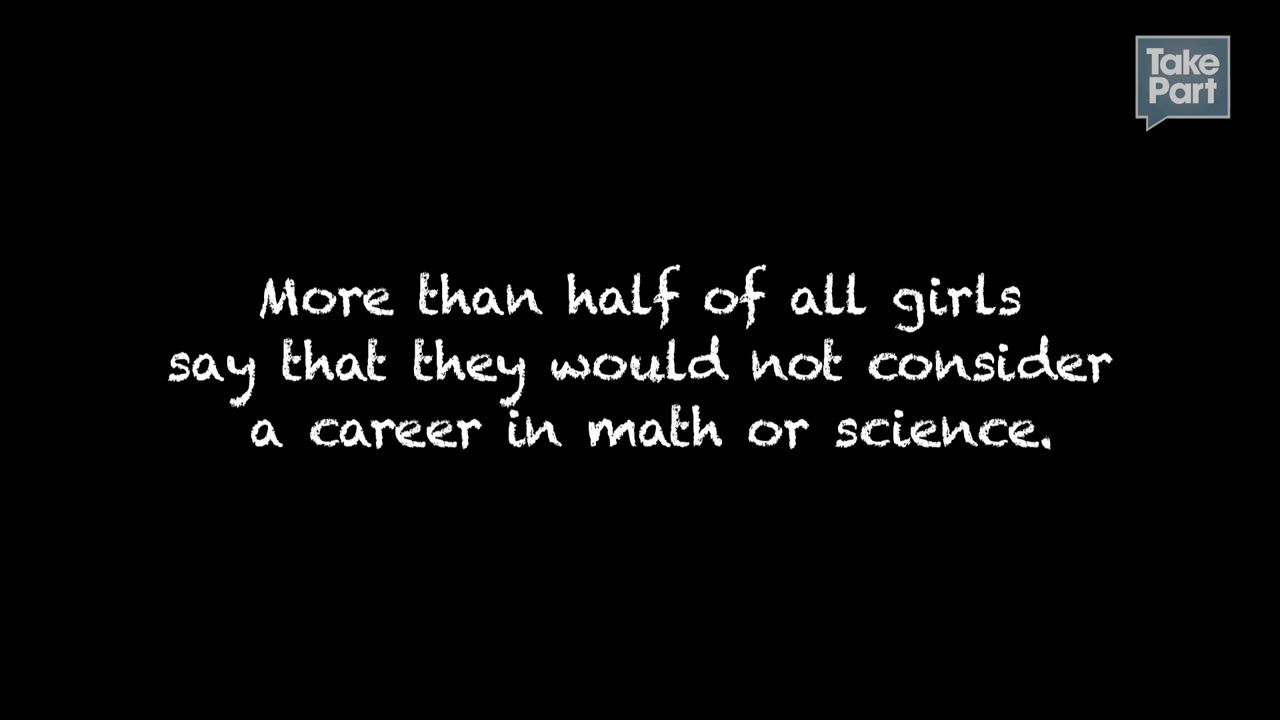 Take
Part
More than half of all girls
say that they would not consider
a career in math or science.